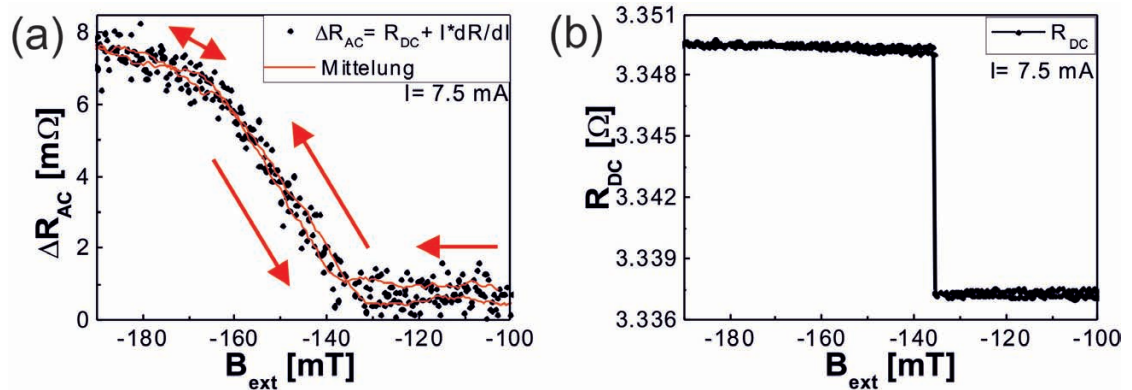 (a)
ΔR_AC = R_DC + I*dR/dI
Mittelung
I= 7.5 mA
ΔR_AC [mΩ]
8
6
4
2
0
-180
-160
-140
-120
-100
B_ext [mT]
(b)
R_DC
I= 7.5 mA
R_DC [Ω]
3.351
3.349
3.345
3.342
3.339
3.336
-180
-160
-140
-120
-100
B_ext [mT]